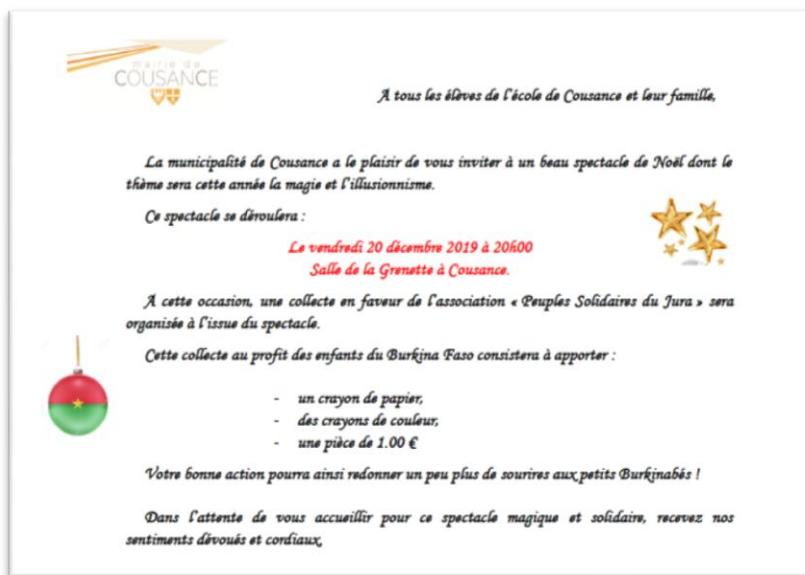 mairie de
COUSANCE
A tous les élèves de l'école de Cousance et leur famille,
La municipalité de Cousance a le plaisir de vous inviter à un beau spectacle de Noël dont le
thème sera cette année la magie et l'illusionnisme.
Ce spectacle se déroulera :
Le vendredi 20 décembre 2019 à 20h00
Salle de la Grenette à Cousance.
A cette occasion, une collecte en faveur de l'association « Peuples Solidaires du Jura » sera
organisée à l'issue du spectacle.
Cette collecte au profit des enfants du Burkina Faso consistera à apporter :
- un crayon de papier,
- des crayons de couleur,
- une pièce de 1.00 €
Votre bonne action pourra ainsi redonner un peu plus de sourires aux petits Burkinabés !
Dans l'attente de vous accueillir pour ce spectacle magique et solidaire, recevez nos
sentiments dévoués et cordiaux,